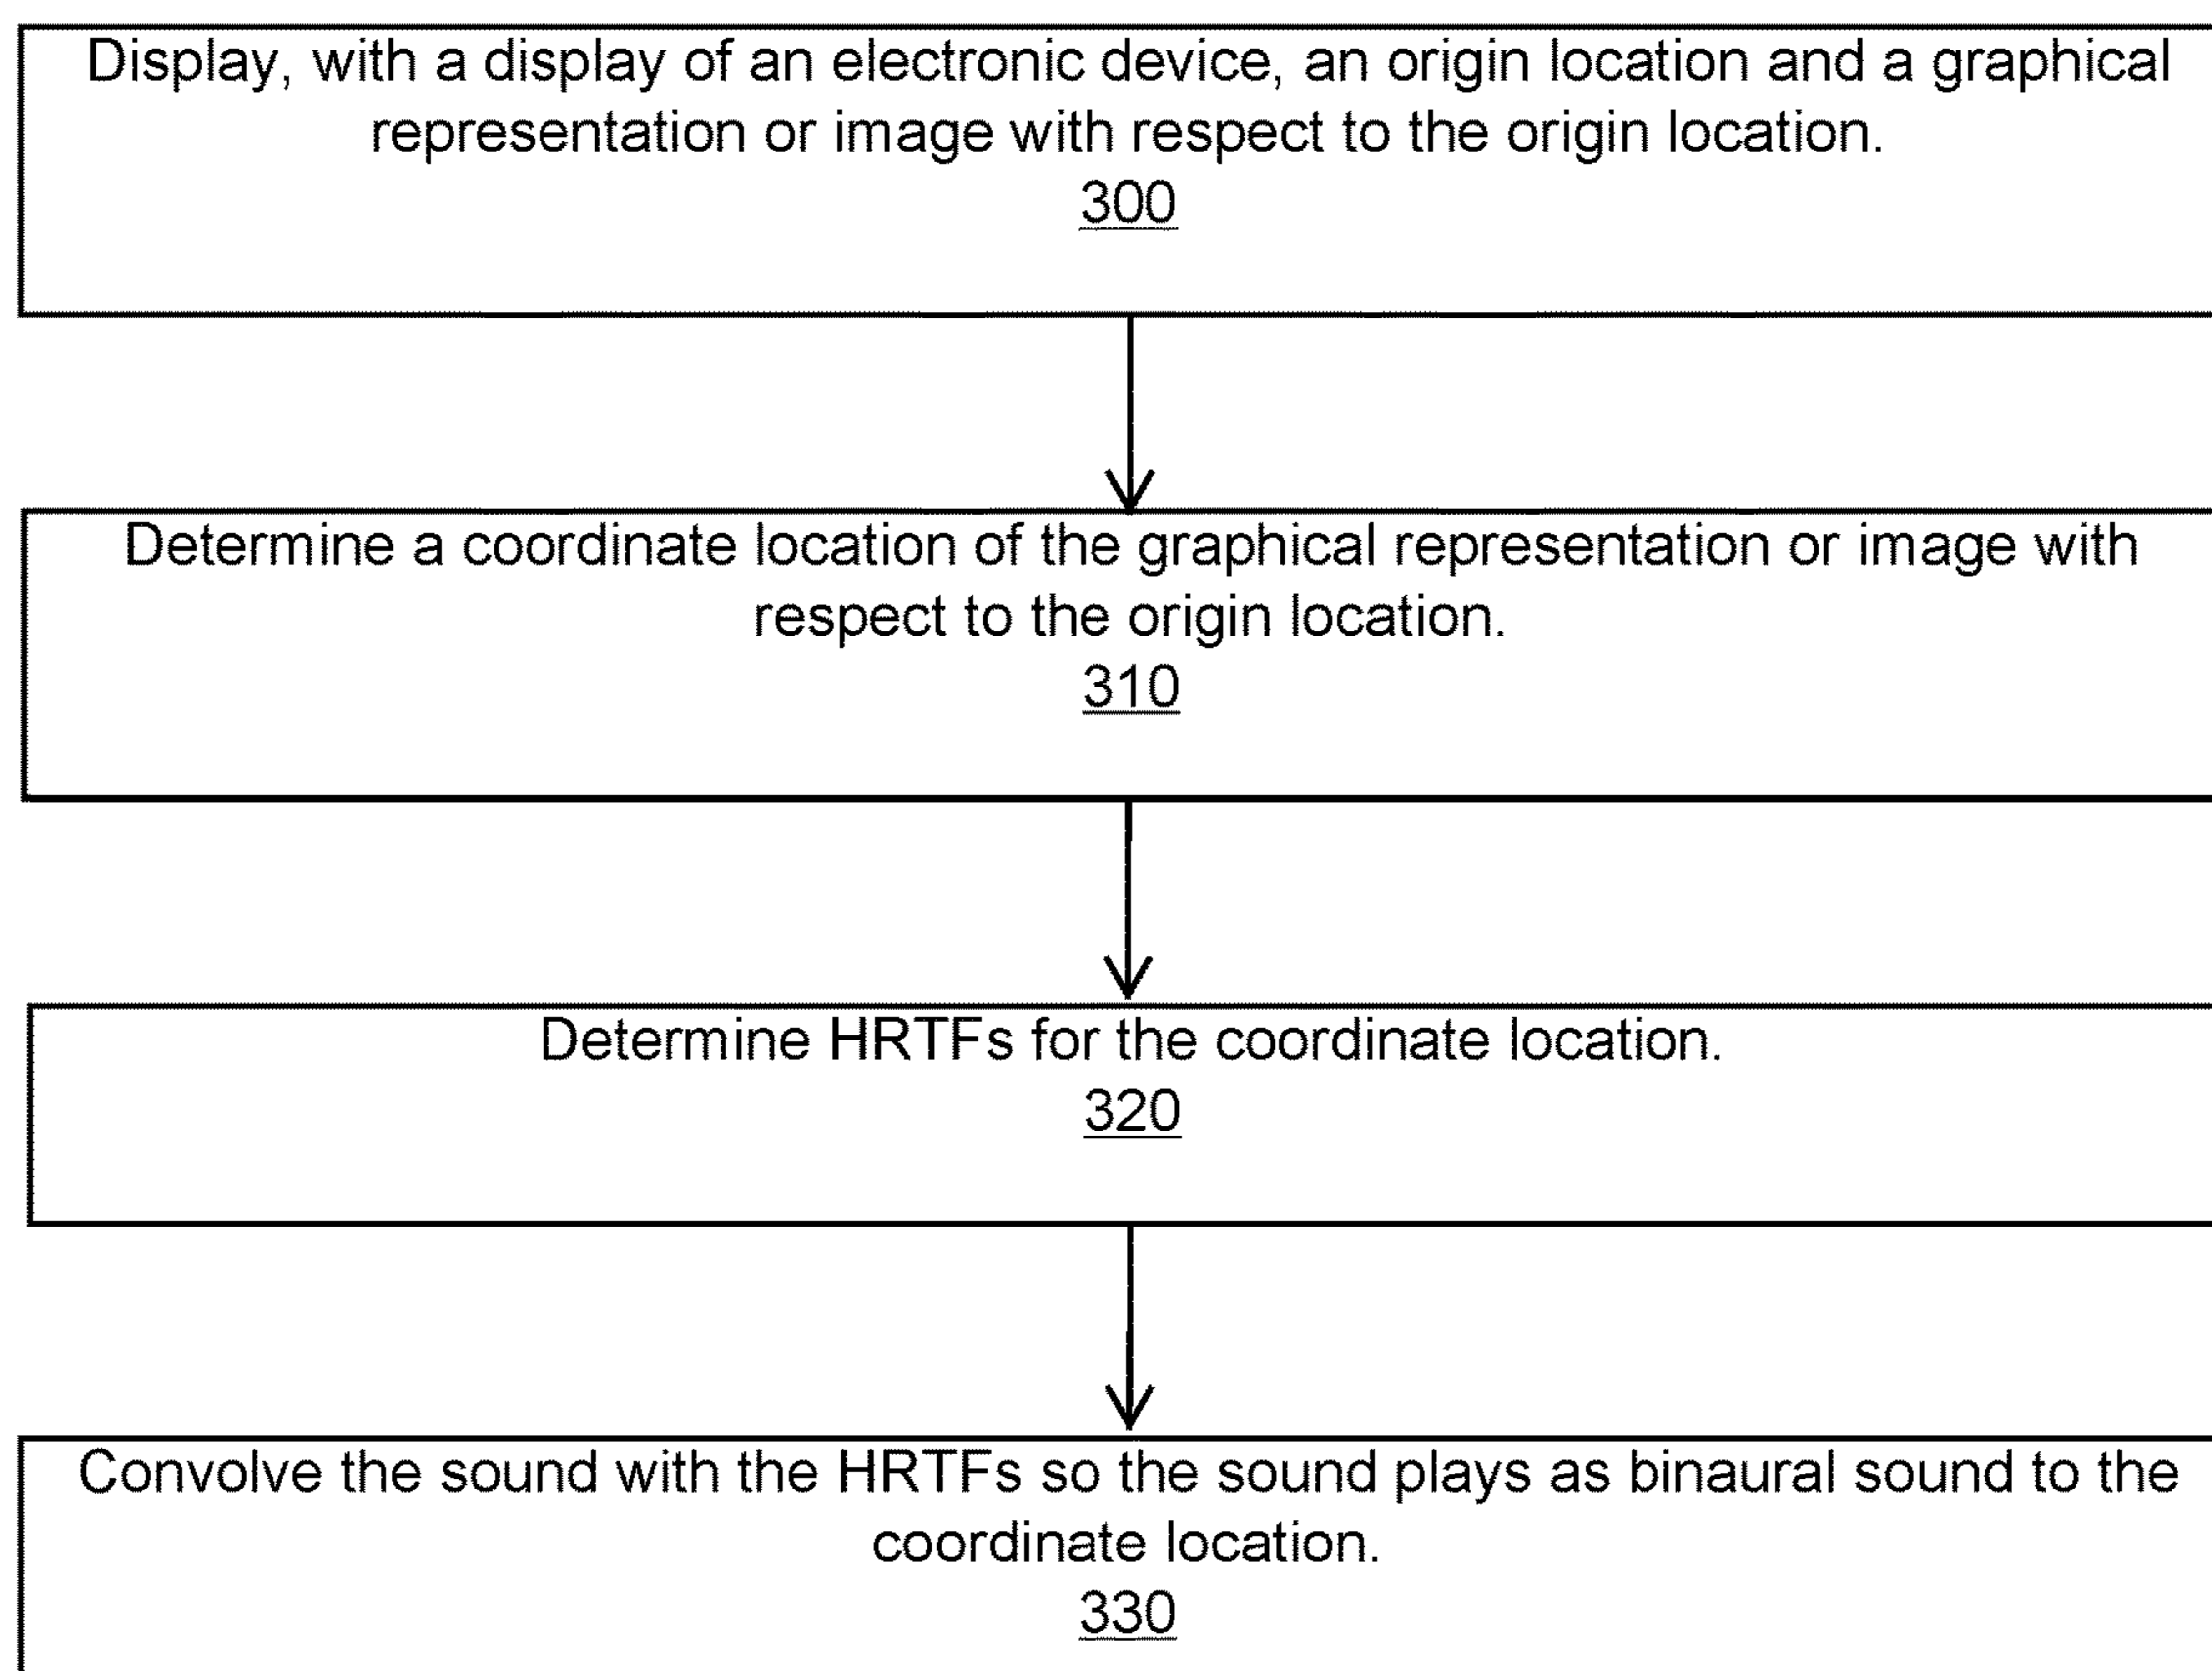 Display, with a display of an electronic device, an origin location and a graphical
representation or image with respect to the origin location.
300
Determine a coordinate location of the graphical representation or image with
respect to the origin location.
310
Determine HRTFs for the coordinate location.
320
Convolve the sound with the HRTFs so the sound plays as binaural sound to the
coordinate location.
330